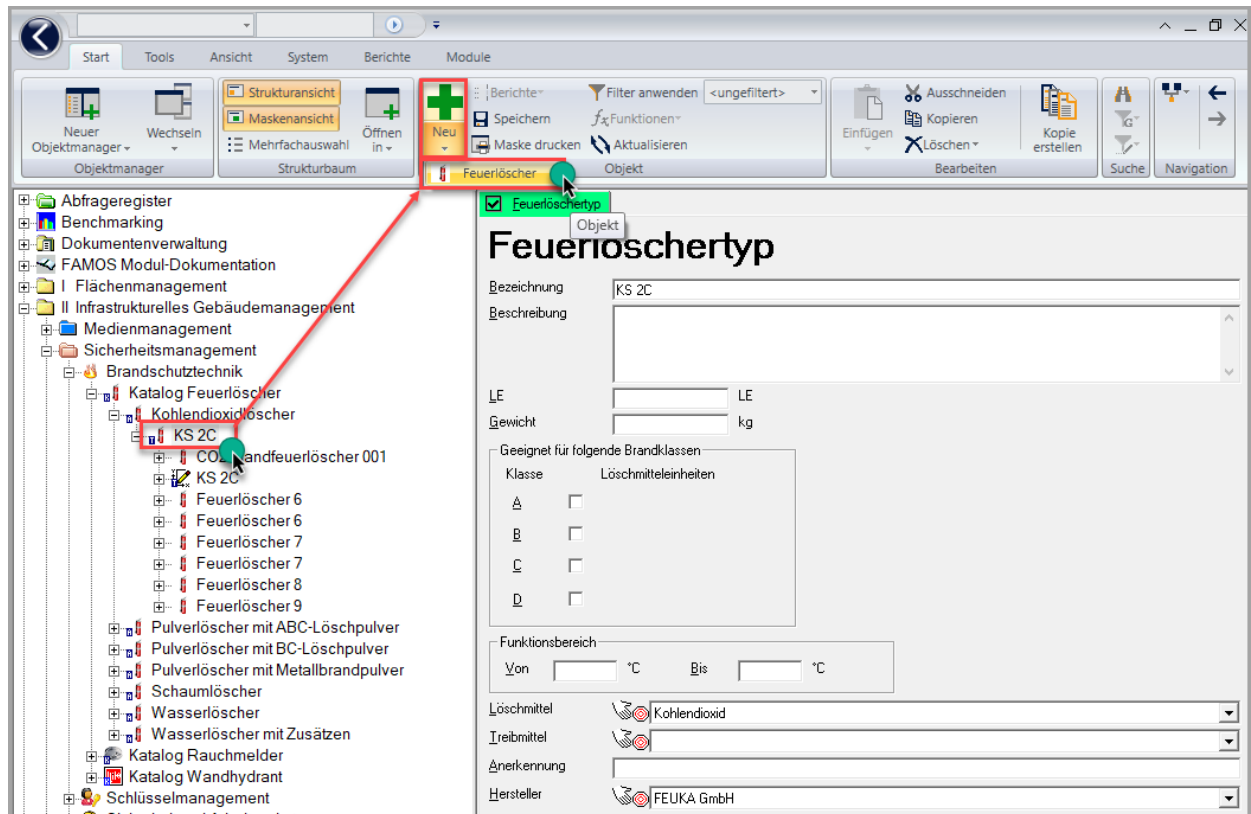 Start Tools Ansicht System Berichte Module
Neuer Objektmanager
Wechseln
Objektmanager
Strukturansicht
Maskenansicht
Mehrfachauswahl
Öffnen in
Strukturbaum
Neu
Berichte
Speichern
Maske drucken
Filter anwenden <ungefiltert>
fxFunktionen
Aktualisieren
Objekt
Feuerlöscher
Einfügen
Ausschneiden
Kopieren
Löschen
Kopie erstellen
Bearbeiten
G
Suche
Navigation
Abfrageregister
Benchmarking
Dokumentenverwaltung
FAMOS Modul-Dokumentation
I Flächenmanagement
II Infrastrukturelles Gebäudemanagement
Medienmanagement
Sicherheitsmanagement
Brandschutztechnik
Katalog Feuerlöscher
Kohlendioxidlöscher
KS 2C
001
KS 2C
Feuerlöscher 6
Feuerlöscher 6
Feuerlöscher 7
Feuerlöscher 7
Feuerlöscher 8
Feuerlöscher 9
Pulverlöscher mit ABC-Löschpulver
Pulverlöscher mit BC-Löschpulver
Pulverlöscher mit Metallbrandpulver
Schaumlöscher
Wasserlöscher
Wasserlöscher mit Zusätzen
Katalog Rauchmelder
Katalog Wandhydrant
Schlüsselmanagement
Feuerlöschertyp
Objekt
Feuerlöschertyp
Bezeichnung KS 2C
Beschreibung
LE LE
Gewicht kg
Geeignet für folgende Brandklassen
Klasse Löschmitteleinheiten
A
B
C
D
Funktionsbereich
Von °C Bis °C
Löschmittel Kohlendioxid
Treibmittel
Anerkennung
Hersteller FEUKA GmbH